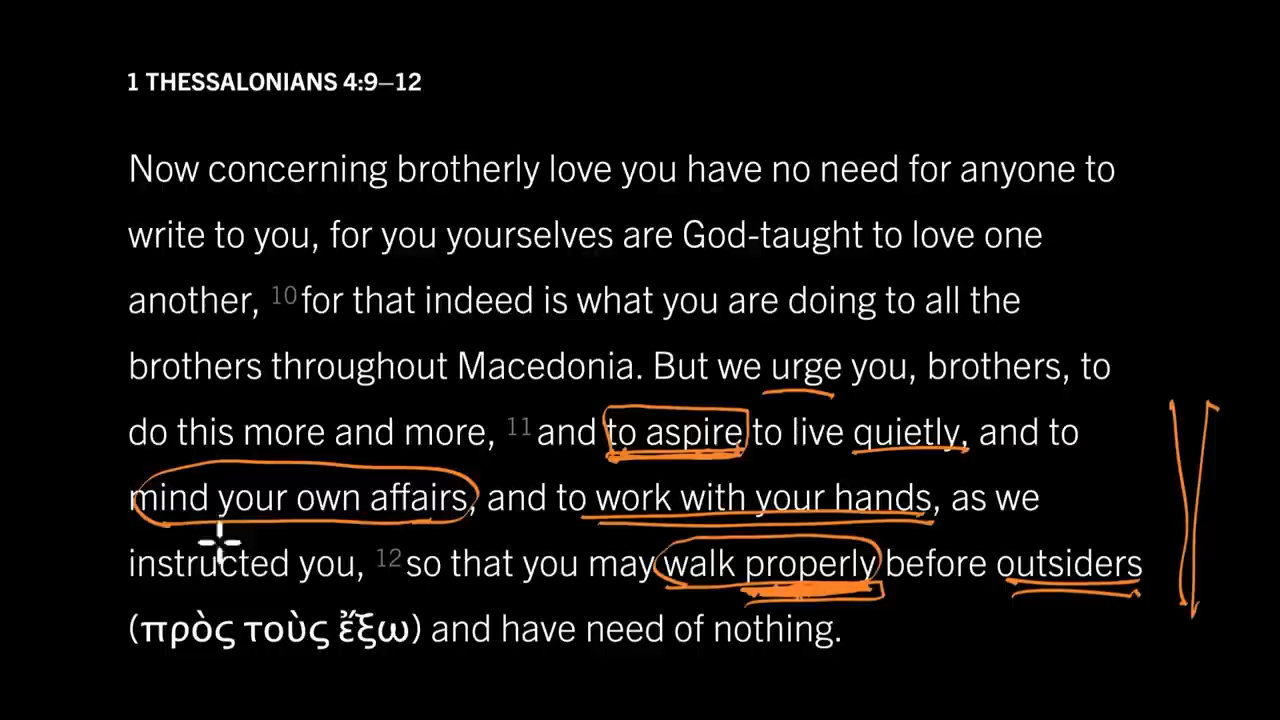 1 THESSALONIANS 4:9–12
Now concerning brotherly love you have no need for anyone to
write to you, for you yourselves are God-taught to love one
another, 10 for that indeed is what you are doing to all the
brothers throughout Macedonia. But we urge you, brothers, to
do this more and more, 11 and to aspire to live quietly, and to
mind your own affairs, and to work with your hands, as we
instructed you, 12 so that you may walk properly before outsiders
(πρὸς τοὺς ἔξω) and have need of nothing.